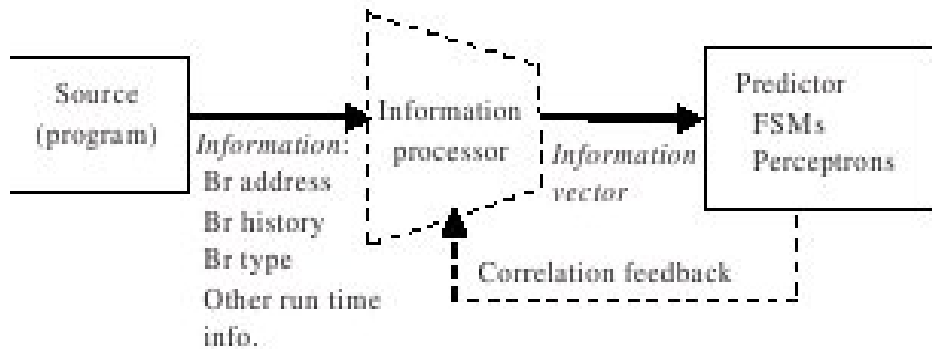 Source
(program)
Information:
Br address
Br history
Br type
Other run time
info.
Information
processor
Information
vector
Predictor
FSMs
Perceptrons
Correlation feedback